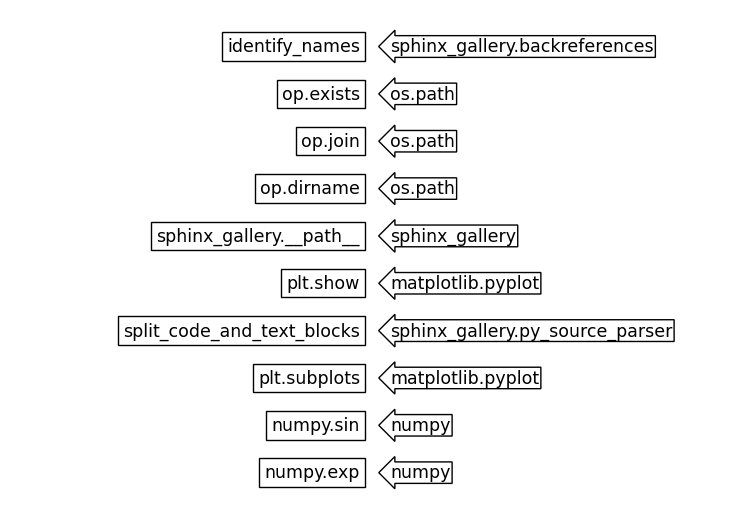 identify_names sphinx_gallery.backreferences
op.exists os.path
op.join os.path
op.dirname os.path
sphinx_gallery.__path__ sphinx_gallery
plt.show matplotlib.pyplot
split_code_and_text_blocks sphinx_gallery.py_source_parser
plt.subplots matplotlib.pyplot
numpy.sin numpy
numpy.exp numpy